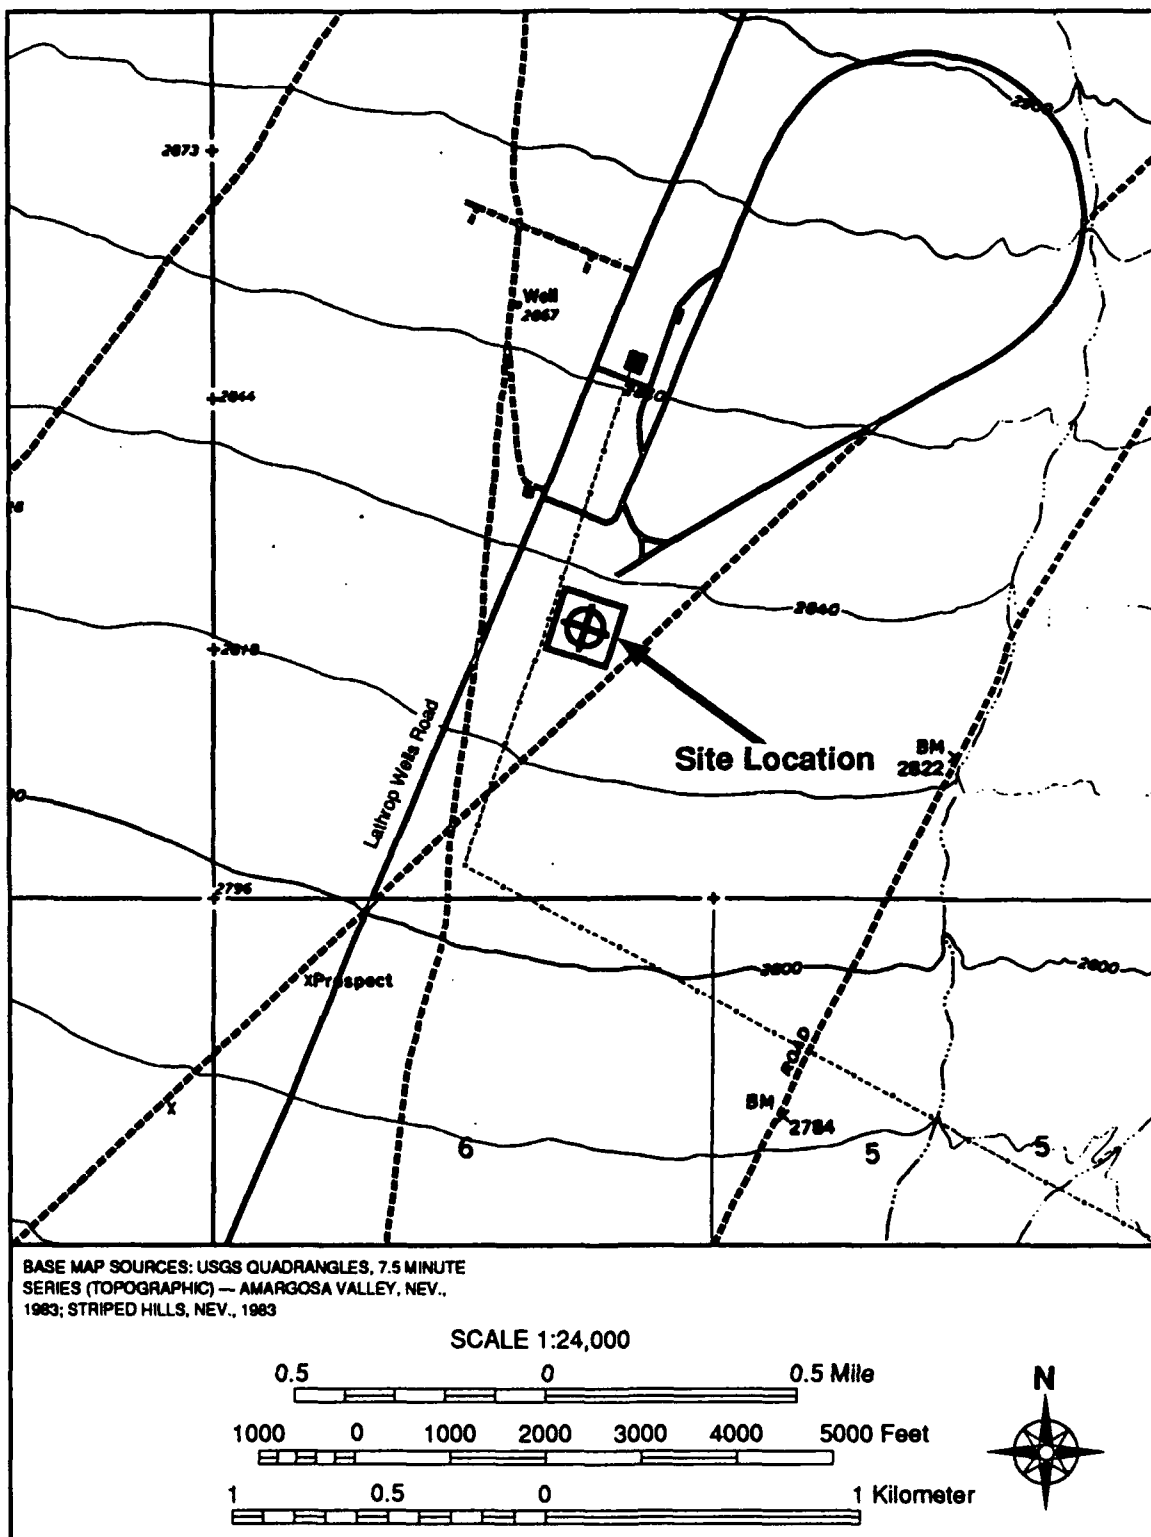 2900
2873
Well
2867
2880
2844
2840
2818
Lathrop Wells Road
Site Location
BM
2822
2796
2800
2800
xProspect
ROAD
BM
2784
x
6
5
5
BASE MAP SOURCES: USGS QUADRANGLES, 7.5 MINUTE
SERIES (TOPOGRAPHIC) — AMARGOSA VALLEY, NEV.,
1983; STRIPED HILLS, NEV., 1983
SCALE 1:24,000
0.5 0 0.5 Mile
N
1000 0 1000 2000 3000 4000 5000 Feet
1 0.5 0 1 Kilometer